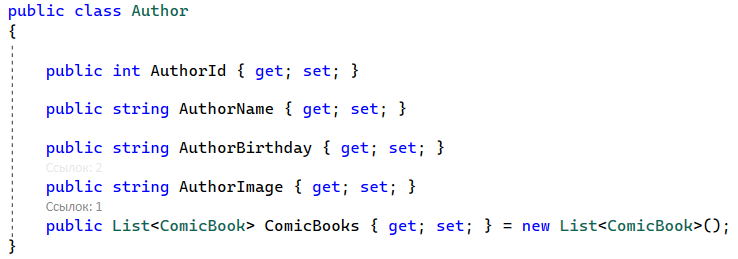 public class Author
{
public int AuthorId { get; set; }
public string AuthorName { get; set; }
public string AuthorBirthday { get; set; }
Ссылок: 2
public string AuthorImage { get; set; }
Ссылок: 1
public List<ComicBook> ComicBooks { get; set; } = new List<ComicBook>();
}